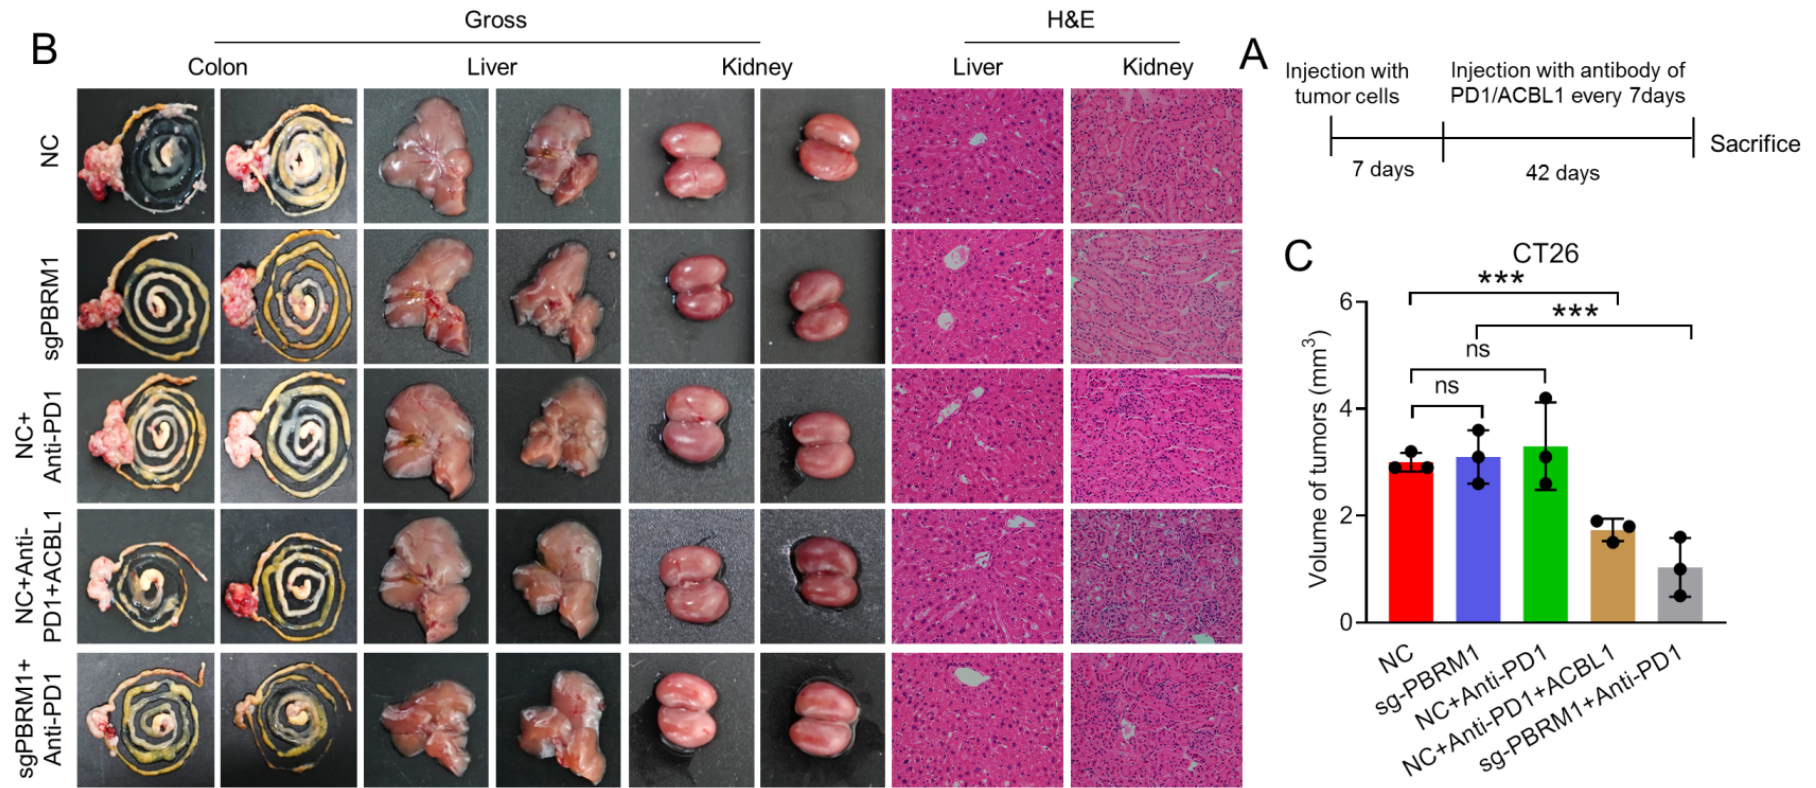 B
Gross
H&E
Colon
Liver
Kidney
Liver
Kidney
NC
sgPBRM1
NC+
Anti-PD1
NC+Anti-
PD1+ACBL1
sgPBRM1+
Anti-PD1
A
Injection with
tumor cells
Injection with antibody of
PD1/ACBL1 every 7days
7 days
42 days
Sacrifice
C
CT26
***
***
ns
ns
Volume of tumors (mm³)
6
4
2
0
NC
sg-PBRM1
NC+Anti-PD1
NC+Anti-PD1+ACBL1
sg-PBRM1+Anti-PD1